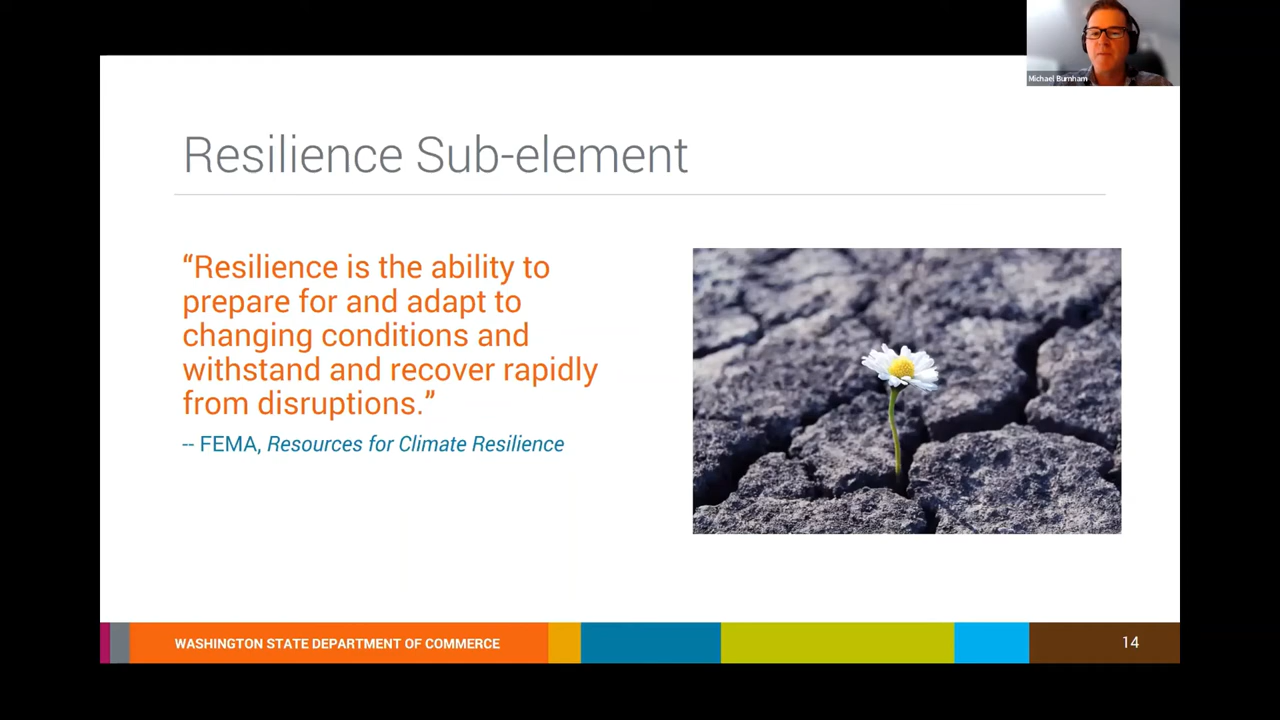 Michael Burnham
Resilience Sub-element
“Resilience is the ability to
prepare for and adapt to
changing conditions and
withstand and recover rapidly
from disruptions.”
-- FEMA, Resources for Climate Resilience
WASHINGTON STATE DEPARTMENT OF COMMERCE
14